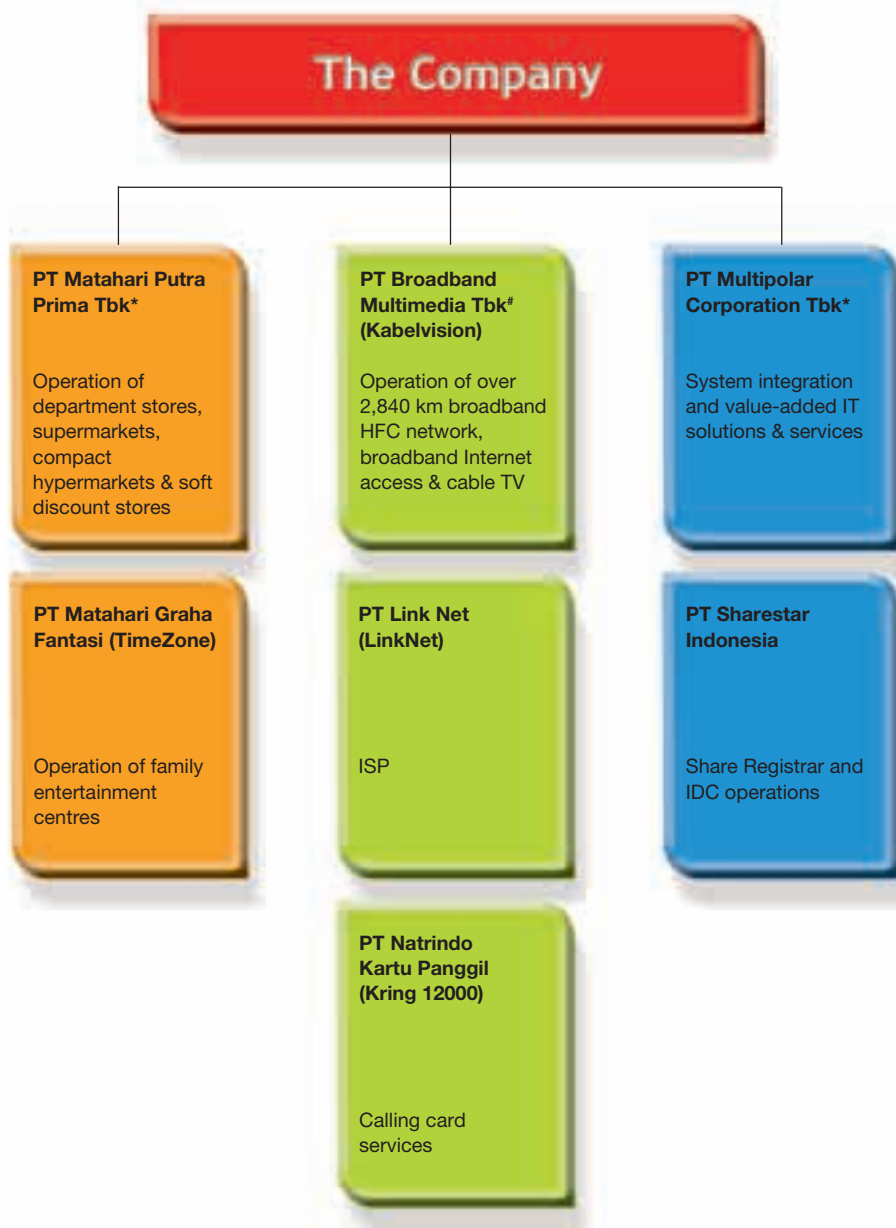 The Company
PT Matahari Putra
Prima Tbk*
Operation of
department stores,
supermarkets,
compact
hypermarkets & soft
discount stores
PT Matahari Graha
Fantasi (TimeZone)
Operation of family
entertainment
centres
PT Broadband
Multimedia Tbk#
(Kabelvision)
Operation of over
2,840 km broadband
HFC network,
broadband Internet
access & cable TV
PT Link Net
(LinkNet)
ISP
PT Natrindo
Kartu Panggil
(Kring 12000)
Calling card
services
PT Multipolar
Corporation Tbk*
System integration
and value-added IT
solutions & services
PT Sharestar
Indonesia
Share Registrar and
IDC operations